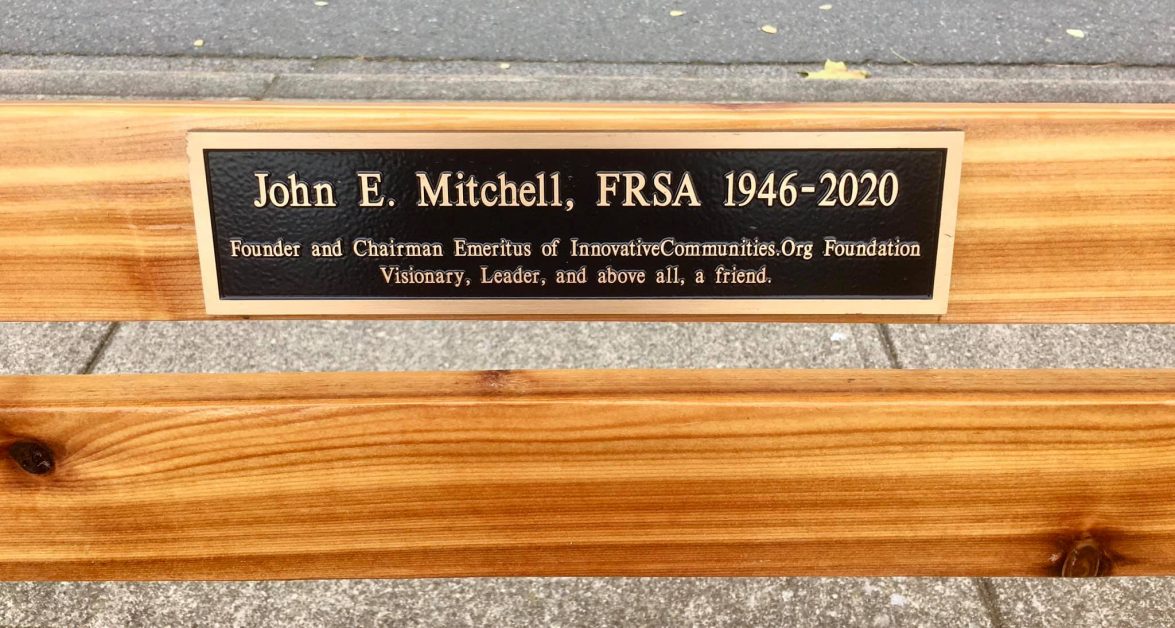 John E. Mitchell, FRSA 1946-2020
Founder and Chairman Emeritus of InnovativeCommunities.Org Foundation
Visionary, Leader, and above all, a friend.